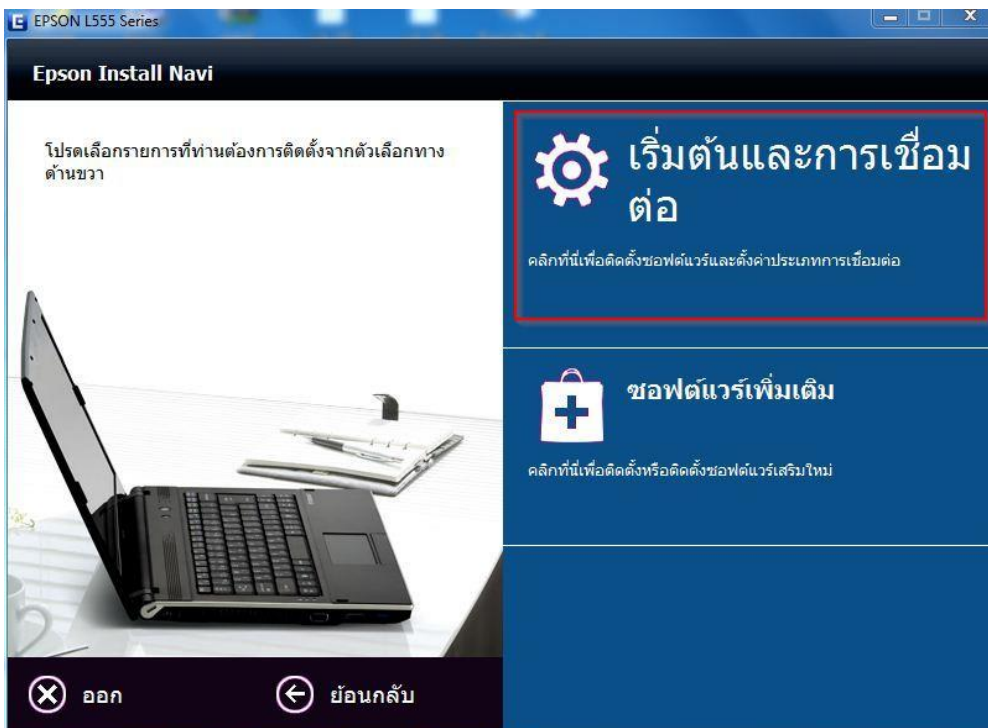 EPSON L555 Series
Epson Install Navi
โปรดเลือกรายการที่ท่านต้องการติดตั้งจากตัวเลือกทาง
ด้านขวา
เริ่มต้นและการเชื่อม
ต่อ
คลิกที่นี่เพื่อติดตั้งซอฟต์แวร์และตั้งค่าประเภทการเชื่อมต่อ
ซอฟต์แวร์เพิ่มเติม
คลิกที่นี่เพื่อติดตั้งหรือติดตั้งซอฟต์แวร์เสริมใหม่
ออก
ย้อนกลับ